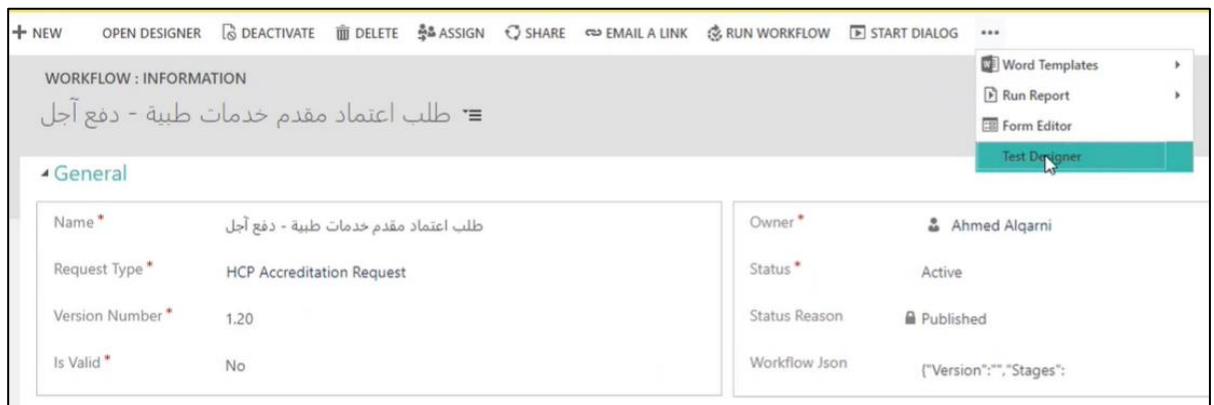 NEW OPEN DESIGNER DEACTIVATE DELETE ASSIGN SHARE EMAIL A LINK RUN WORKFLOW START DIALOG
Word Templates
Run Report
Form Editor
Test Designer
WORKFLOW : INFORMATION
طلب اعتماد مقدم خدمات طبية - دفع آجل
General
Name * طلب اعتماد مقدم خدمات طبية - دفع آجل
Request Type * HCP Accreditation Request
Version Number * 1.20
Is Valid * No
Owner * Ahmed Alqarni
Status * Active
Status Reason Published
Workflow Json {"Version":"","Stages":